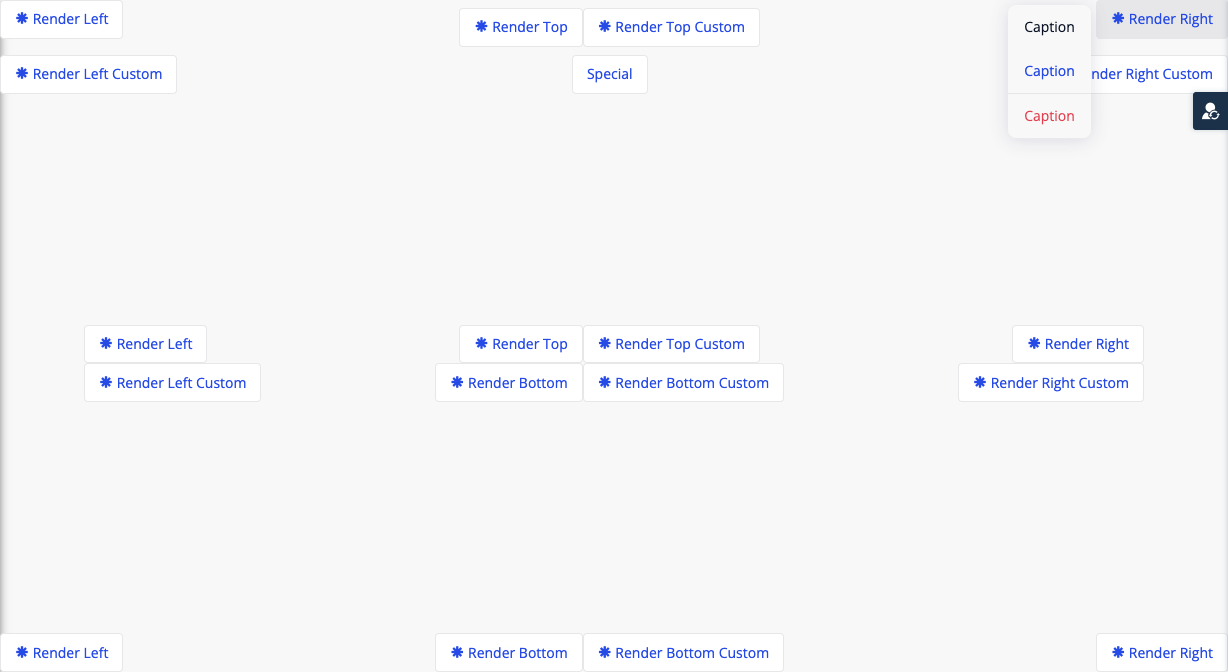 Render Left
Render Top
Render Top Custom
Caption
Render Right
Render Left Custom
Special
Caption
nder Right Custom
Caption
Render Left
Render Top
Render Top Custom
Render Right
Render Left Custom
Render Bottom
Render Bottom Custom
Render Right Custom
Render Left
Render Bottom
Render Bottom Custom
Render Right